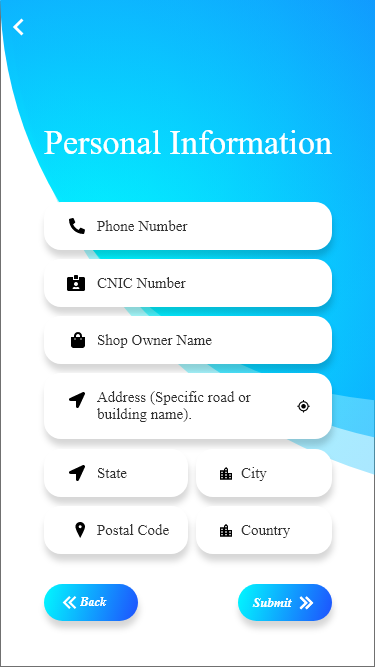 Personal Information
Phone Number
CNIC Number
Shop Owner Name
Address (Specific road or
building name).
State
City
Postal Code
Country
Back
Submit